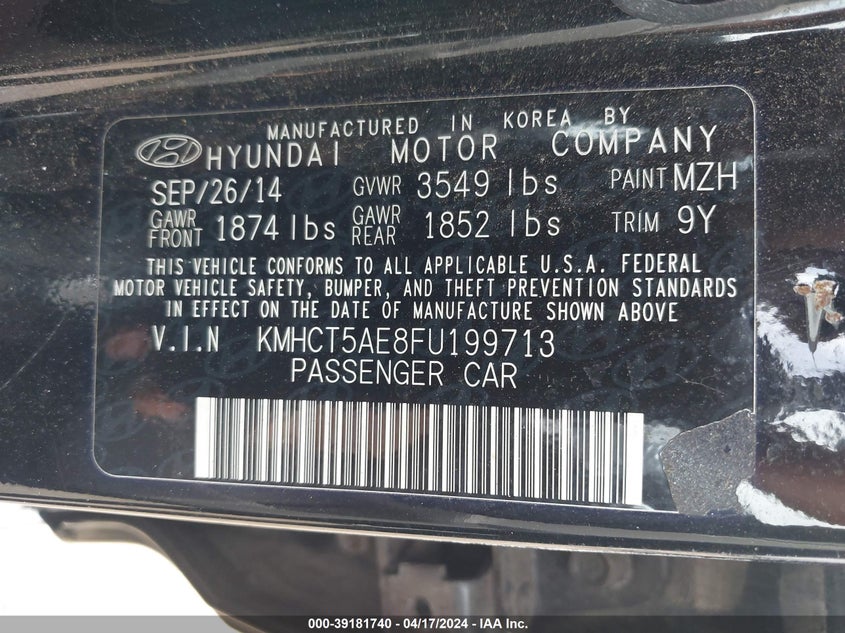 MANUFACTURED IN KOREA BY
HYUNDAI MOTOR COMPANY
SEP/26/14 GVWR 3549 lbs PAINT MZH
GAWR FRONT 1874 lbs GAWR REAR 1852 lbs TRIM 9Y
THIS VEHICLE CONFORMS TO ALL APPLICABLE U.S.A. FEDERAL
MOTOR VEHICLE SAFETY, BUMPER, AND THEFT PREVENTION STANDARDS
IN EFFECT ON THE DATE OF MANUFACTURE SHOWN ABOVE
V.I.N KMHCT5AE8FU199713
PASSENGER CAR
000-39181740 - 04/17/2024 - IAA Inc.